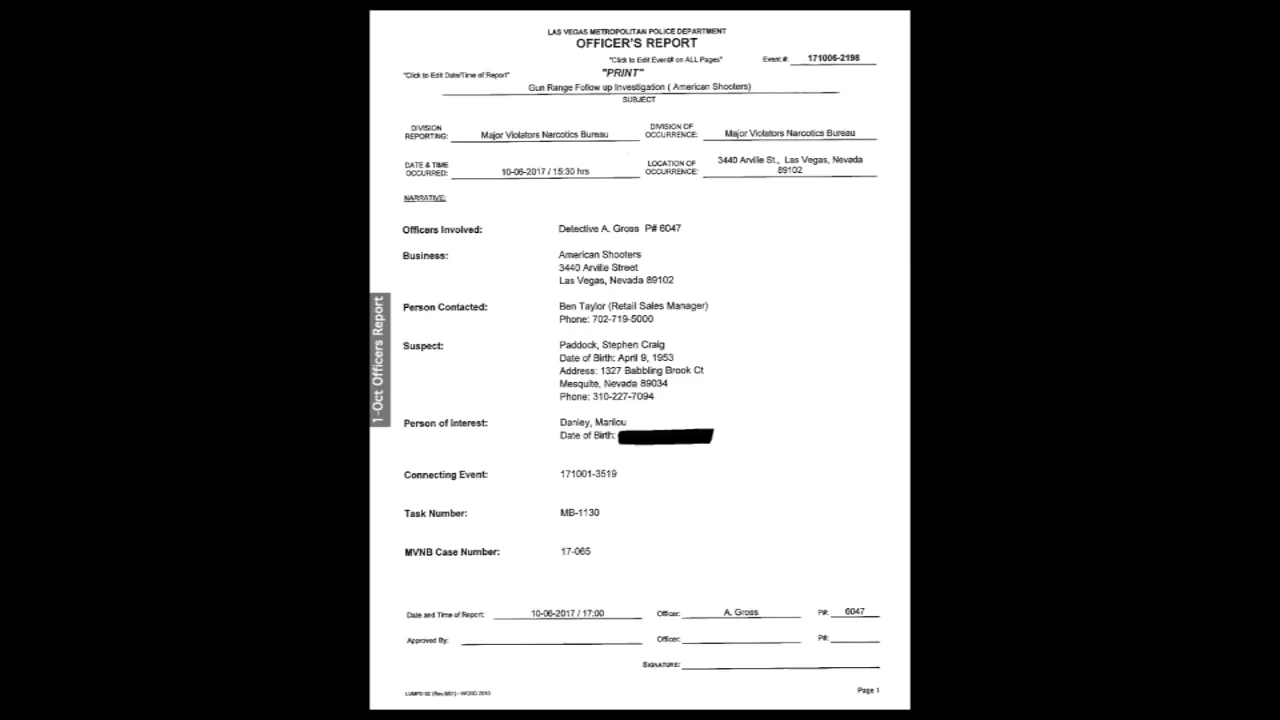 LAS VEGAS METROPOLITAN POLICE DEPARTMENT
OFFICER'S REPORT
"Click to Edit Event# on ALL Pages"
Event #: 171006-2198
"Click to Edit Date/Time of Report"
"PRINT"
Gun Range Follow up Investigation ( American Shooters)
SUBJECT
DIVISION REPORTING: Major Violators Narcotics Bureau
DIVISION OF OCCURRENCE: Major Violators Narcotics Bureau
DATE & TIME OCCURRED: 10-06-2017 / 15:30 hrs
LOCATION OF OCCURRENCE: 3440 Arville St., Las Vegas, Nevada
89102
NARRATIVE:
Officers Involved: Detective A. Gross P# 6047
Business: American Shooters
3440 Arville Street
Las Vegas, Nevada 89102
Person Contacted: Ben Taylor (Retail Sales Manager)
Phone: 702-719-5000
Suspect: Paddock, Stephen Craig
Date of Birth: April 9, 1953
Address: 1327 Babbling Brook Ct
Mesquite, Nevada 89034
Phone: 310-227-7094
Person of Interest: Danley, Marilou
Date of Birth:
Connecting Event: 171001-3519
Task Number: MB-1130
MVNB Case Number: 17-065
Date and Time of Report: 10-06-2017 / 17:00
Officer: A. Gross
P#: 6047
Approved By:
Officer:
P#:
SIGNATURE:
LVMPD 82 (Rev.8/01) - WORD 2010
Page 1
1-Oct Officers Report